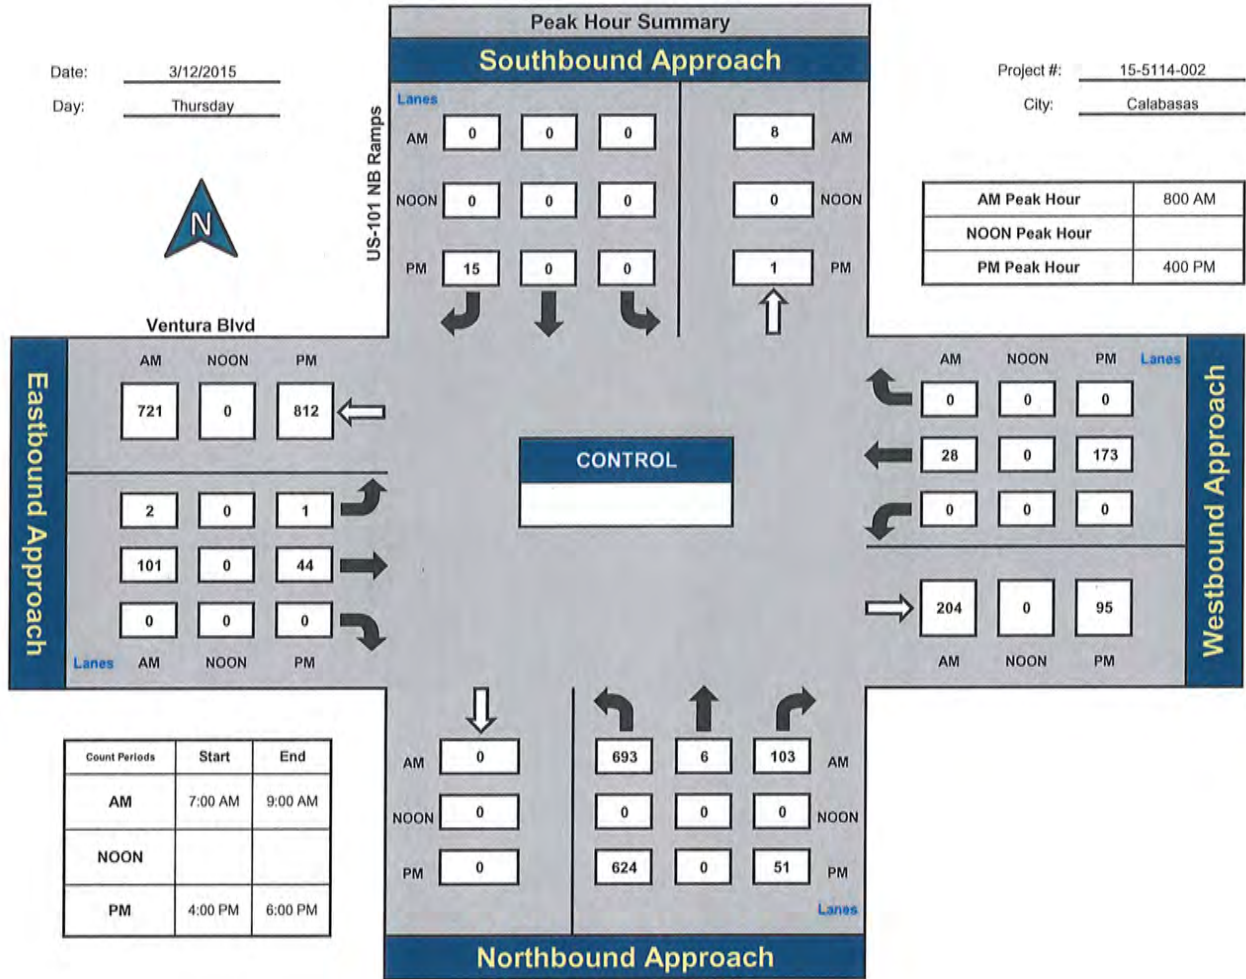 Peak Hour Summary
Southbound Approach
Date: 3/12/2015
Day: Thursday
Project #: 15-5114-002
City: Calabasas
N
US-101 NB Ramps
Lanes
AM 0 0 0 8 AM
NOON 0 0 0 0 NOON
PM 15 0 0 1 PM
AM Peak Hour 800 AM
NOON Peak Hour
PM Peak Hour 400 PM
Ventura Blvd
Eastbound Approach
AM NOON PM
721 0 812
2 0 1
101 0 44
0 0 0
Lanes AM NOON PM
CONTROL
AM NOON PM Lanes
0 0 0
28 0 173
0 0 0
204 0 95
AM NOON PM
Westbound Approach
Count Periods Start End
AM 7:00 AM 9:00 AM
NOON
PM 4:00 PM 6:00 PM
AM 0 693 6 103 AM
NOON 0 0 0 0 NOON
PM 0 624 0 51 PM
Lanes
Northbound Approach